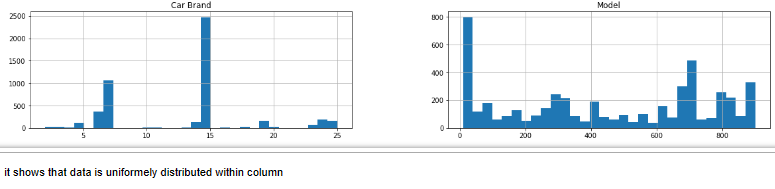 Car Brand Model
2500 800
2000 600
1500 400
1000 200
500 0
0
5 10 15 20 25 0 200 400 600 800
it shows that data is uniformely distributed within column